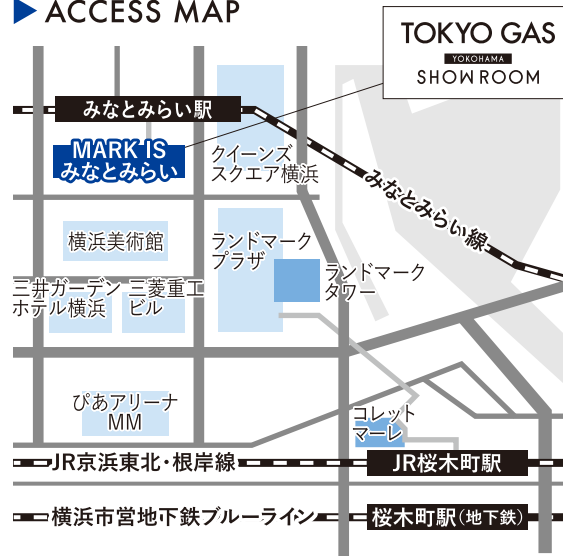 ACCESS MAP
TOKYO GAS
YOKOHAMA
SHOWROOM
みなとみらい駅
MARK IS
みなとみらい
クイーンズ
スクエア横浜
みなとみらい線
横浜美術館
ランドマーク
プラザ
ランドマーク
タワー
三井ガーデン
ホテル横浜
三菱重工
ビル
ぴあアリーナ
MM
コレット
マーレ
JR京浜東北・根岸線
JR桜木町駅
横浜市営地下鉄ブルーライン
桜木町駅(地下鉄)